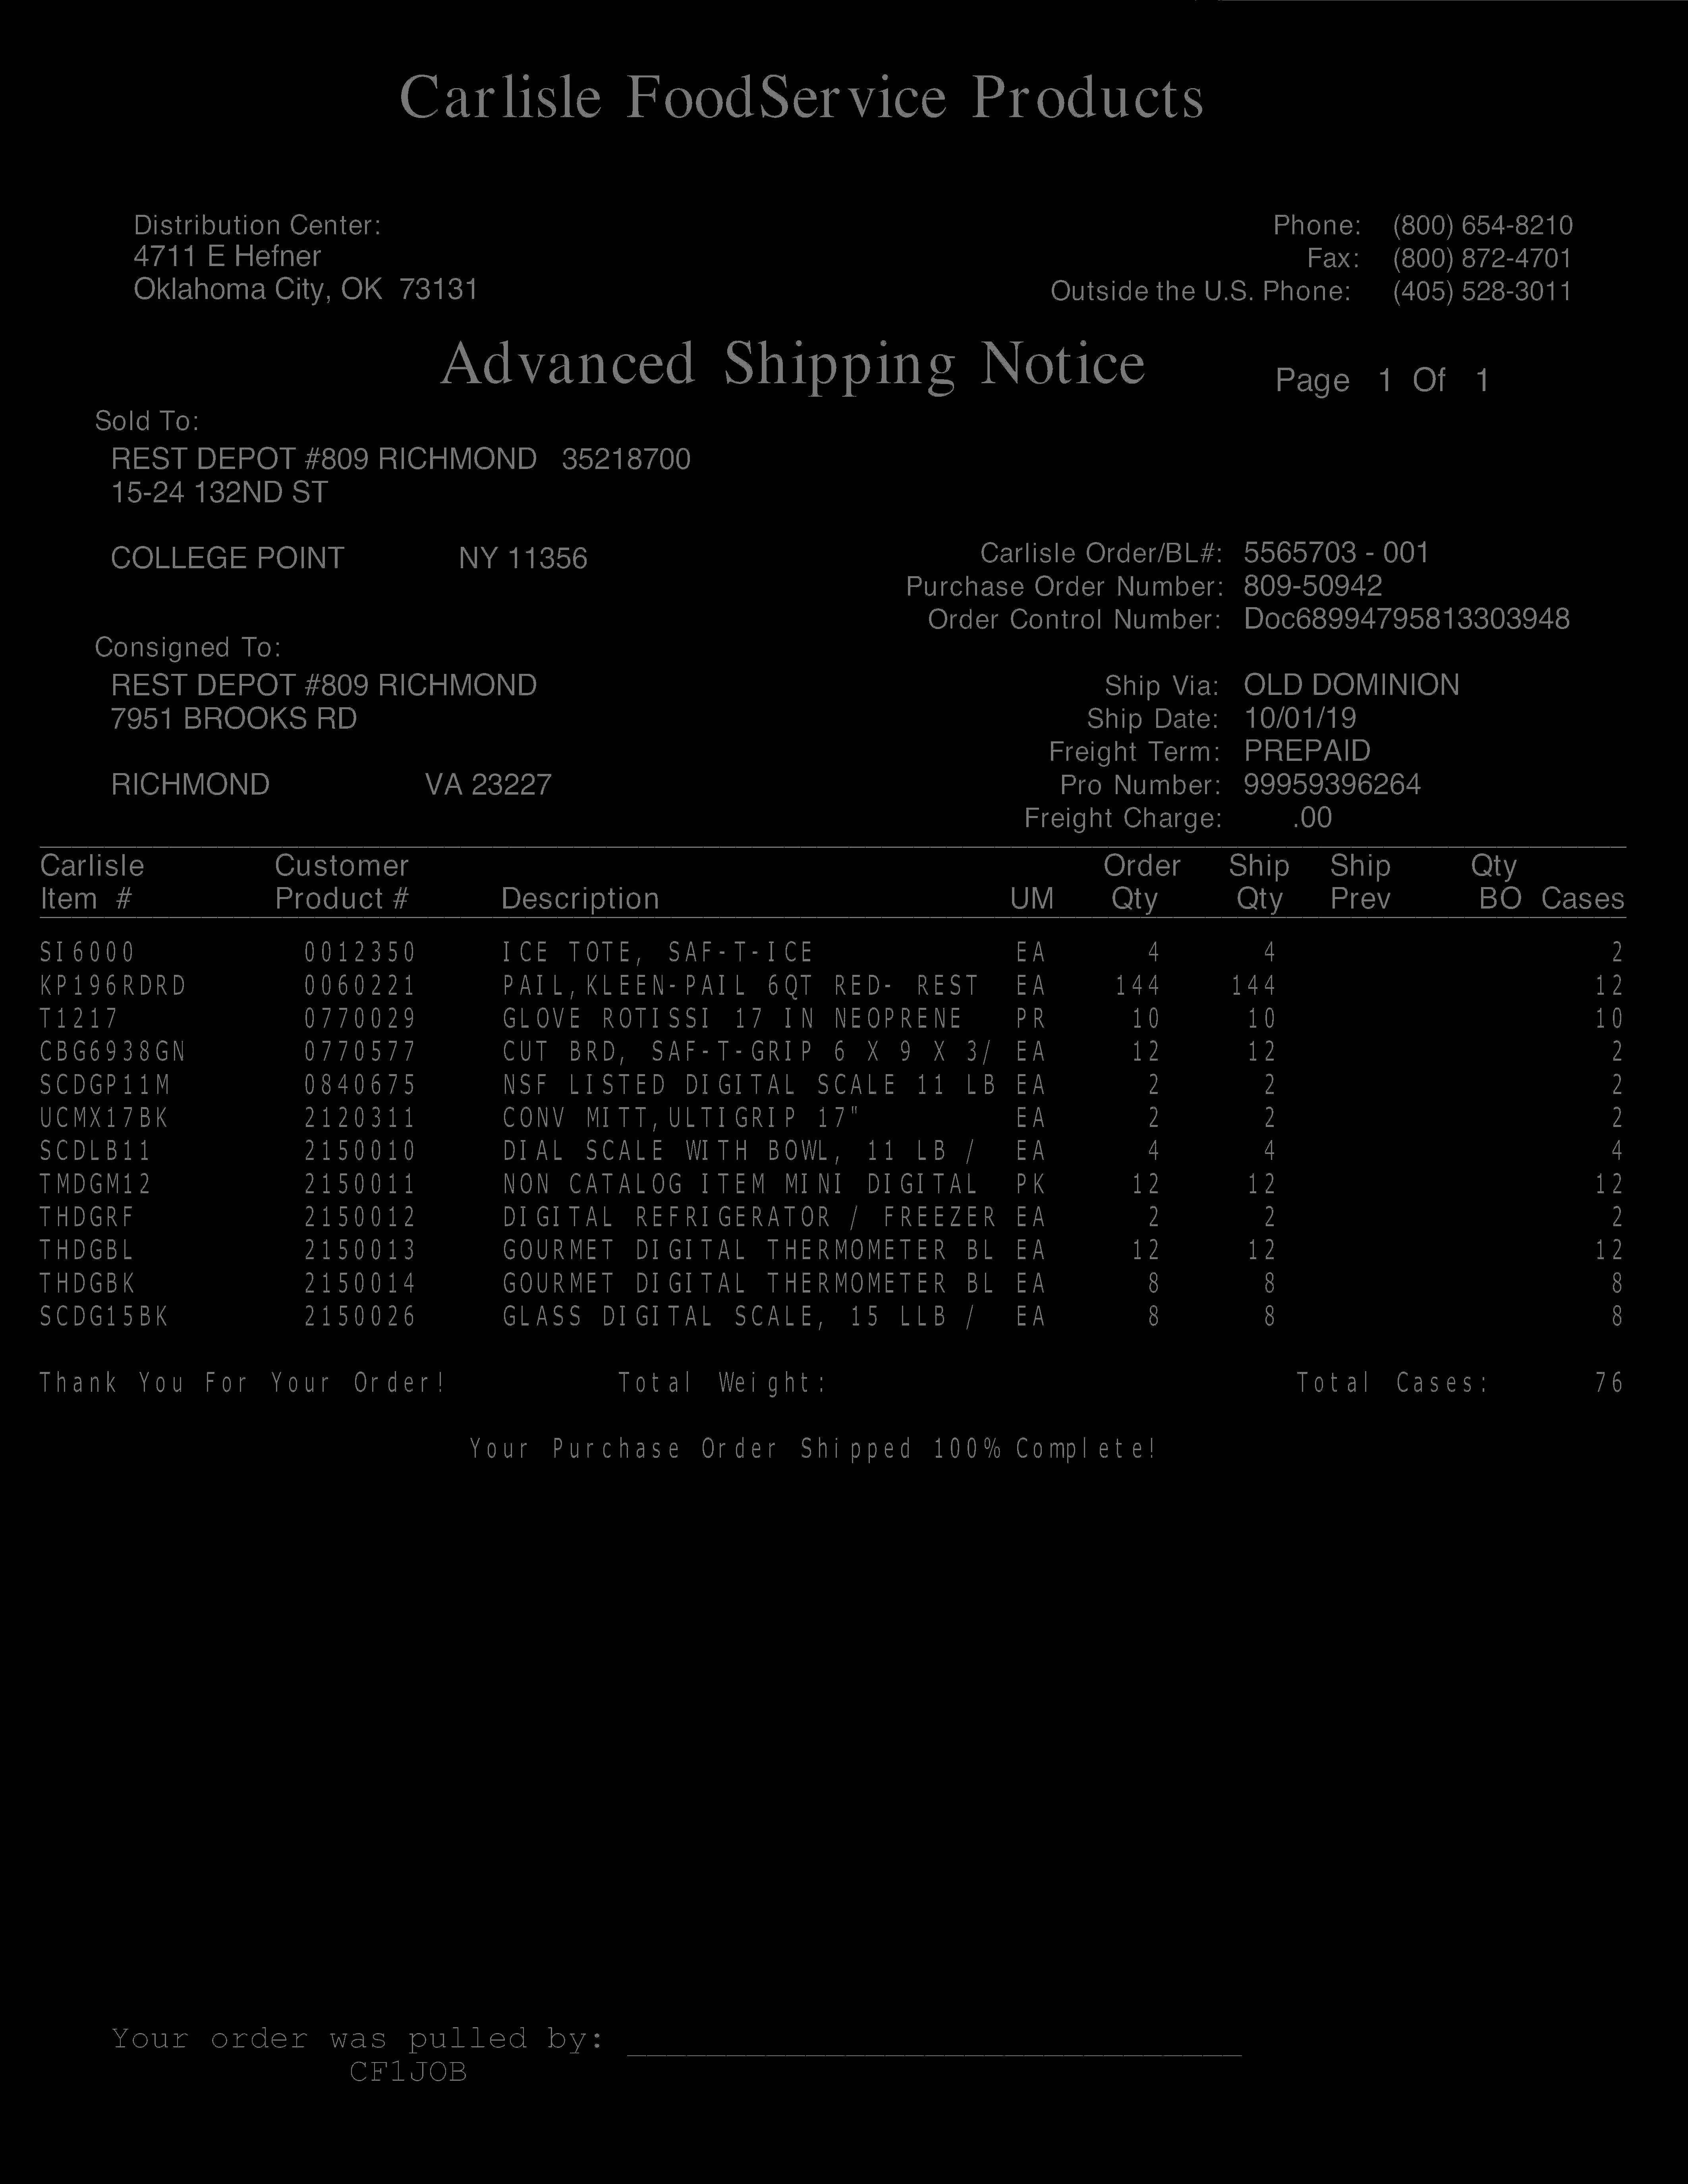 Carlisle FoodService Products
Distribution Center:
4711 E Hefner
Oklahoma City, OK 73131
Phone: (800) 654-8210
Fax: (800) 872-4701
Outside the U.S. Phone: (405) 528-3011
Advanced Shipping Notice Page 1 Of 1
Sold To:
REST DEPOT #809 RICHMOND 35218700
15-24 132ND ST
COLLEGE POINT NY 11356
Carlisle Order/BL#: 5565703 - 001
Purchase Order Number: 809-50942
Order Control Number: Doc68994795813303948
Consigned To:
REST DEPOT #809 RICHMOND
7951 BROOKS RD
RICHMOND VA 23227
Ship Via: OLD DOMINION
Ship Date: 10/01/19
Freight Term: PREPAID
Pro Number: 99959396264
Freight Charge: .00
Carlisle Customer Order Ship Ship Qty
Item # Product # Description UM Qty Qty Prev BO Cases
SI6000 0012350 ICE TOTE, SAF-T-ICE EA 4 4 2
KP196RDRD 0060221 PAIL,KLEEN-PAIL 6QT RED- REST EA 144 144 12
T1217 0770029 GLOVE ROTISSI 17 IN NEOPRENE PR 10 10 10
CBG6938GN 0770577 CUT BRD, SAF-T-GRIP 6 X 9 X 3/ EA 12 12 2
SCDGP11M 0840675 NSF LISTED DIGITAL SCALE 11 LB EA 2 2 2
UCMX17BK 2120311 CONV MITT,ULTIGRIP 17" EA 2 2 2
SCDLB11 2150010 DIAL SCALE WITH BOWL, 11 LB / EA 4 4 4
TMDGM12 2150011 NON CATALOG ITEM MINI DIGITAL PK 12 12 12
THDGRF 2150012 DIGITAL REFRIGERATOR / FREEZER EA 2 2 2
THDGBL 2150013 GOURMET DIGITAL THERMOMETER BL EA 12 12 12
THDGBK 2150014 GOURMET DIGITAL THERMOMETER BL EA 8 8 8
SCDG15BK 2150026 GLASS DIGITAL SCALE, 15 LLB / EA 8 8 8
Thank You For Your Order! Total Weight: Total Cases: 76
Your Purchase Order Shipped 100% Complete!
Your order was pulled by:
CF1JOB